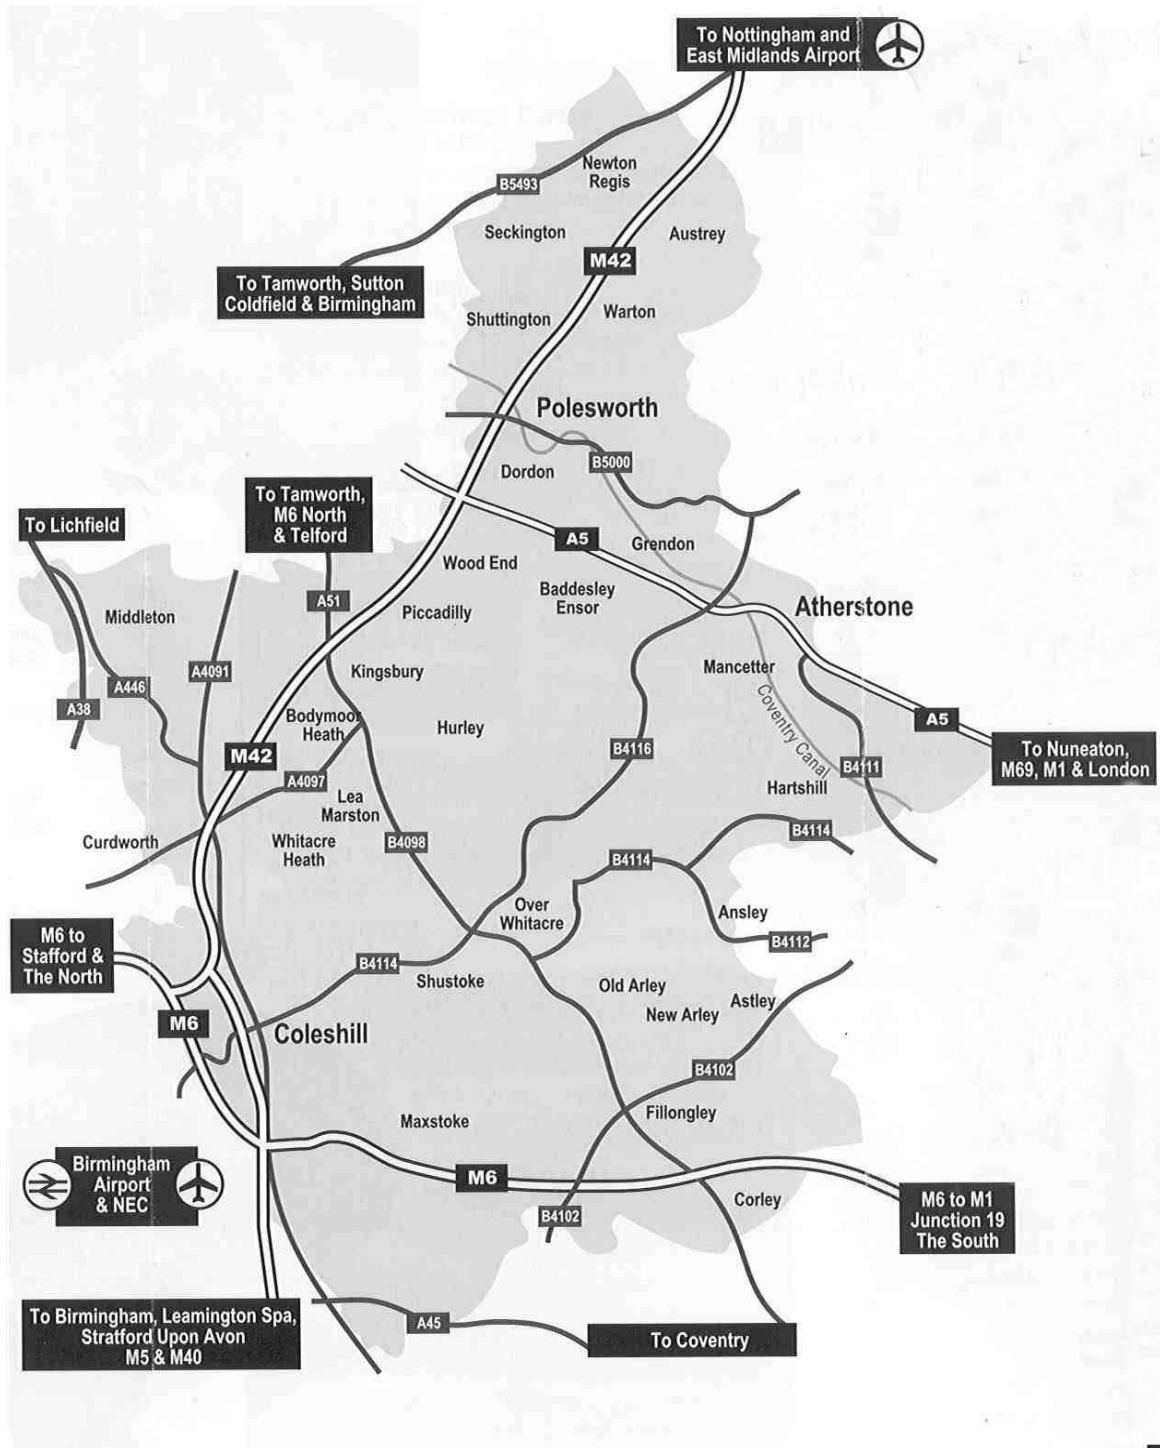 To Nottingham and
East Midlands Airport
Newton
Regis
B5493
Seckington
Austrey
M42
To Tamworth, Sutton
Coldfield & Birmingham
Warton
Shuttington
Polesworth
B5000
Dordon
To Tamworth,
M6 North
& Telford
To Lichfield
A5
Grendon
Wood End
Baddesley
Ensor
A51
Piccadilly
Atherstone
Middleton
A4091
Kingsbury
Mancetter
A446
A38
Bodymoor
Heath
Hurley
Coventry Canal
A5
B4116
M42
To Nuneaton,
M69, M1 & London
B4111
A4097
Hartshill
Lea
Marston
Curdworth
Whitacre
Heath
B4098
B4114
B4114
Over
Whitacre
Ansley
B4112
M6 to
Stafford &
The North
B4114
Shustoke
Old Arley
New Arley
Astley
M6
Coleshill
B4102
Fillongley
Maxstoke
Birmingham
Airport
& NEC
M6
Corley
B4102
M6 to M1
Junction 19
The South
To Birmingham, Leamington Spa,
Stratford Upon Avon
M5 & M40
A45
To Coventry